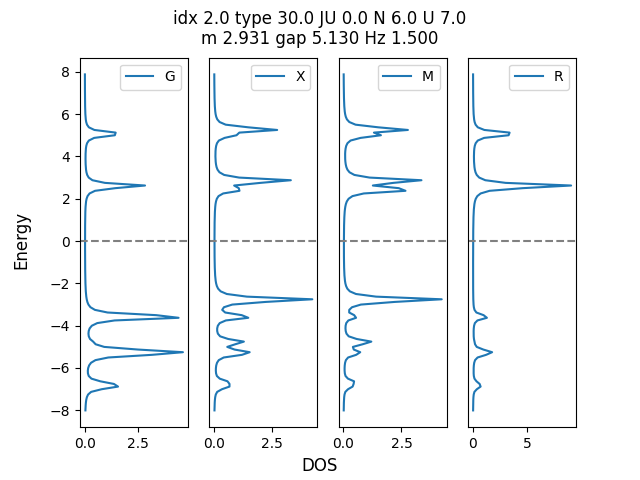 idx 2.0 type 30.0 JU 0.0 N 6.0 U 7.0
m 2.931 gap 5.130 Hz 1.500
G
X
M
R
Energy
8
6
4
2
0
−2
−4
−6
−8
0.0 2.5
0.0 2.5
0.0 2.5
0 5
DOS